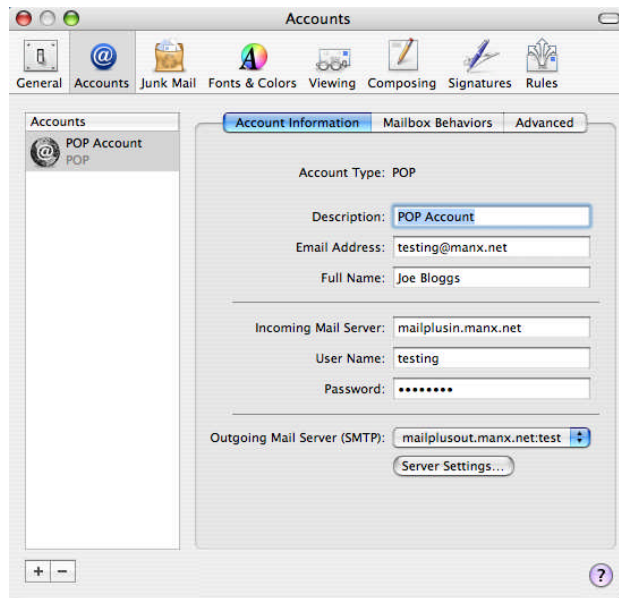 Accounts
General Accounts Junk Mail Fonts & Colors Viewing Composing Signatures Rules
Accounts
POP Account
POP
Account Information Mailbox Behaviors Advanced
Account Type: POP
Description: POP Account
Email Address: testing@manx.net
Full Name: Joe Bloggs
Incoming Mail Server: mailplusin.manx.net
User Name: testing
Password: ••••••••
Outgoing Mail Server (SMTP): mailplusout.manx.net:test
Server Settings...
+ − ?